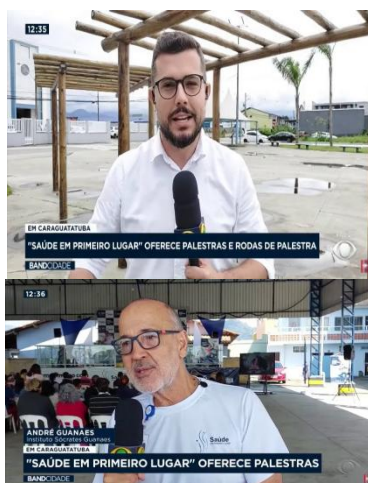 12:35
EM CARAGUATATUBA
"SAÚDE EM PRIMEIRO LUGAR" OFERECE PALESTRAS E RODAS DE PALESTRA
BANDCIDADE
12:36
Saúde
ANDRÉ GUANAES
Instituto Sócrates Guanaes
EM CARAGUATATUBA
"SAÚDE EM PRIMEIRO LUGAR" OFERECE PALESTRAS
BANDCIDADE